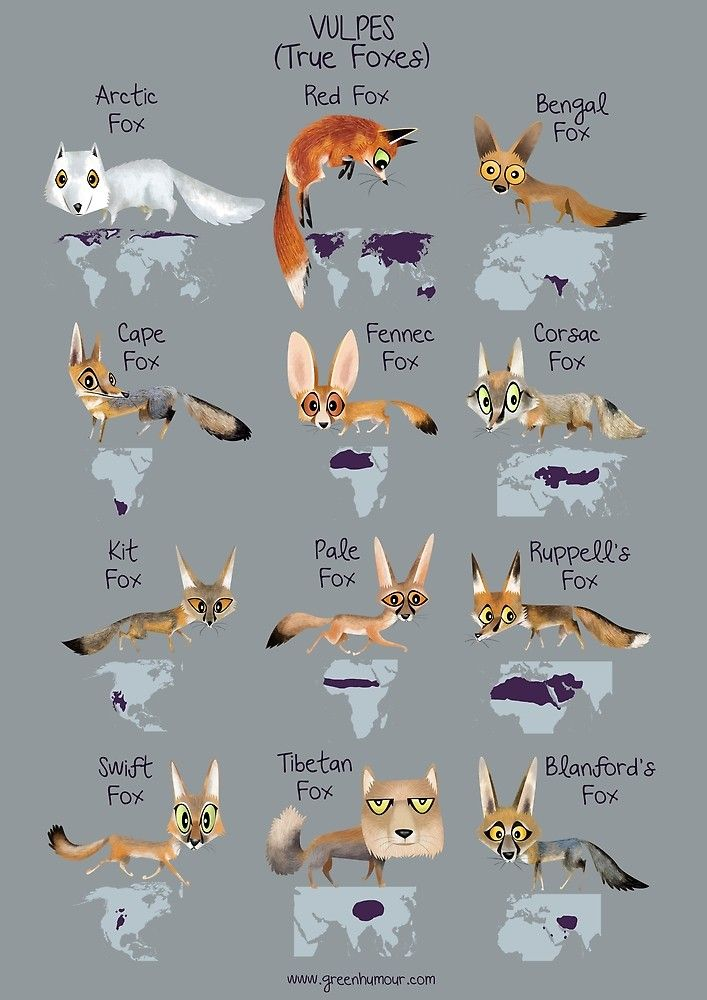 VULPES
(True Foxes)
Arctic
Fox
Red Fox
Bengal
Fox
Cape
Fox
Fennec
Fox
Corsac
Fox
Kit
Fox
Pale
Fox
Ruppell's
Fox
Swift
Fox
Tibetan
Fox
Blanford's
Fox
www.greenhumour.com